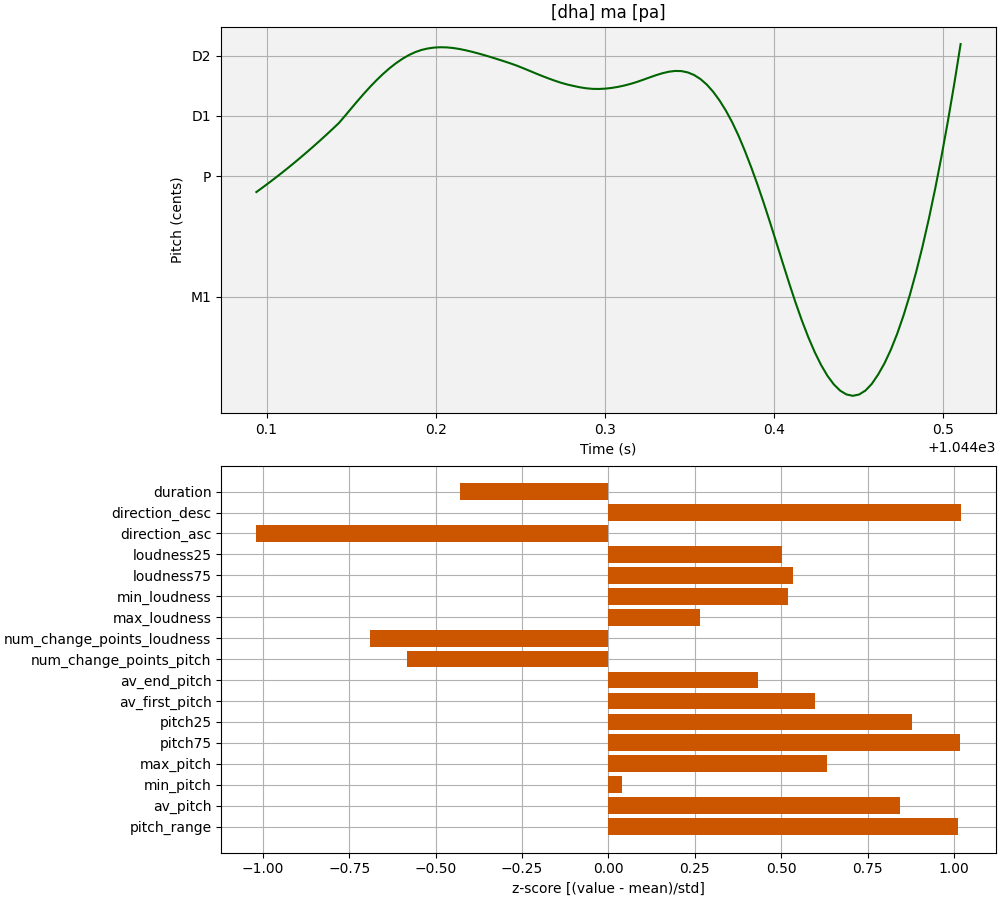 [dha] ma [pa]
D2
D1
P
M1
Pitch (cents)
0.1 0.2 0.3 0.4 0.5
Time (s)
+1.044e3
duration
direction_desc
direction_asc
loudness25
loudness75
min_loudness
max_loudness
num_change_points_loudness
num_change_points_pitch
av_end_pitch
av_first_pitch
pitch25
pitch75
max_pitch
min_pitch
av_pitch
pitch_range
−1.00 −0.75 −0.50 −0.25 0.00 0.25 0.50 0.75 1.00
z-score [(value - mean)/std]